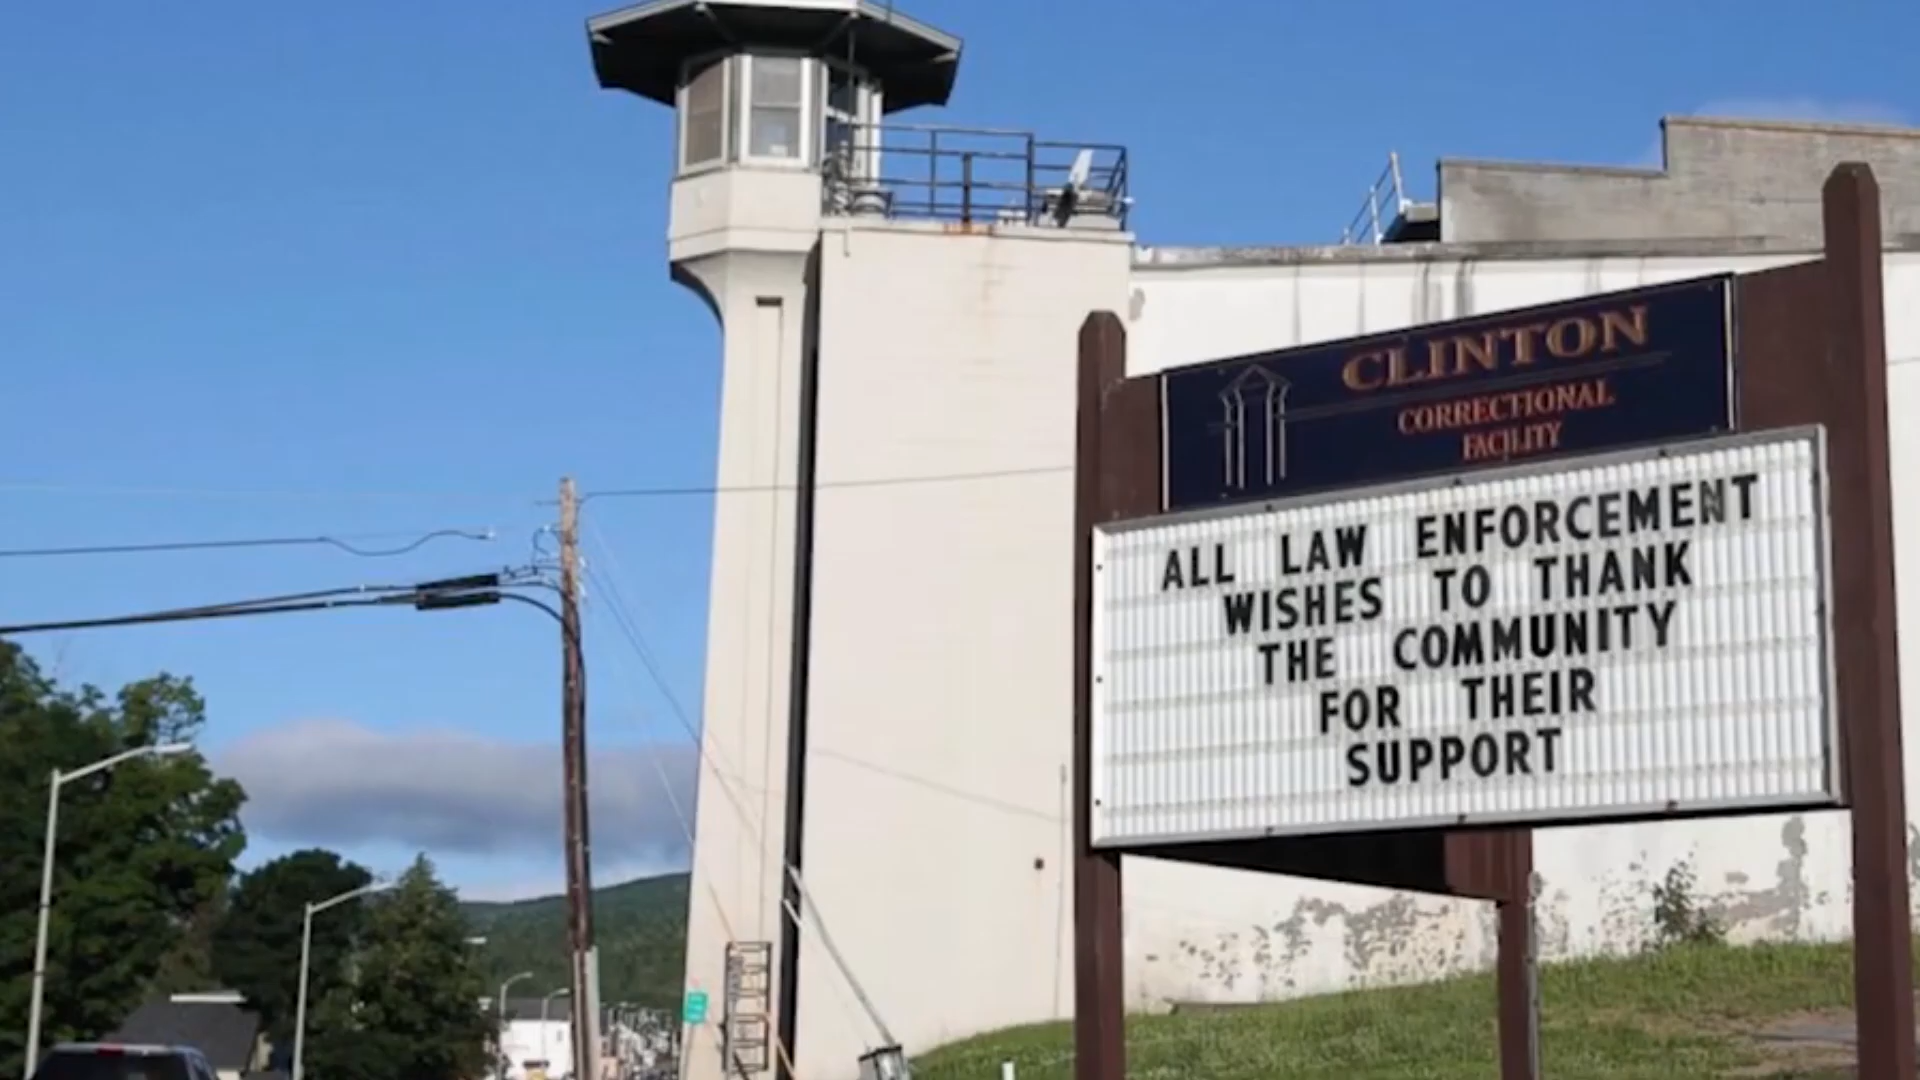 CLINTON
CORRECTIONAL
FACILITY
ALL LAW ENFORCEMENT
WISHES TO THANK
THE COMMUNITY
FOR THEIR
SUPPORT